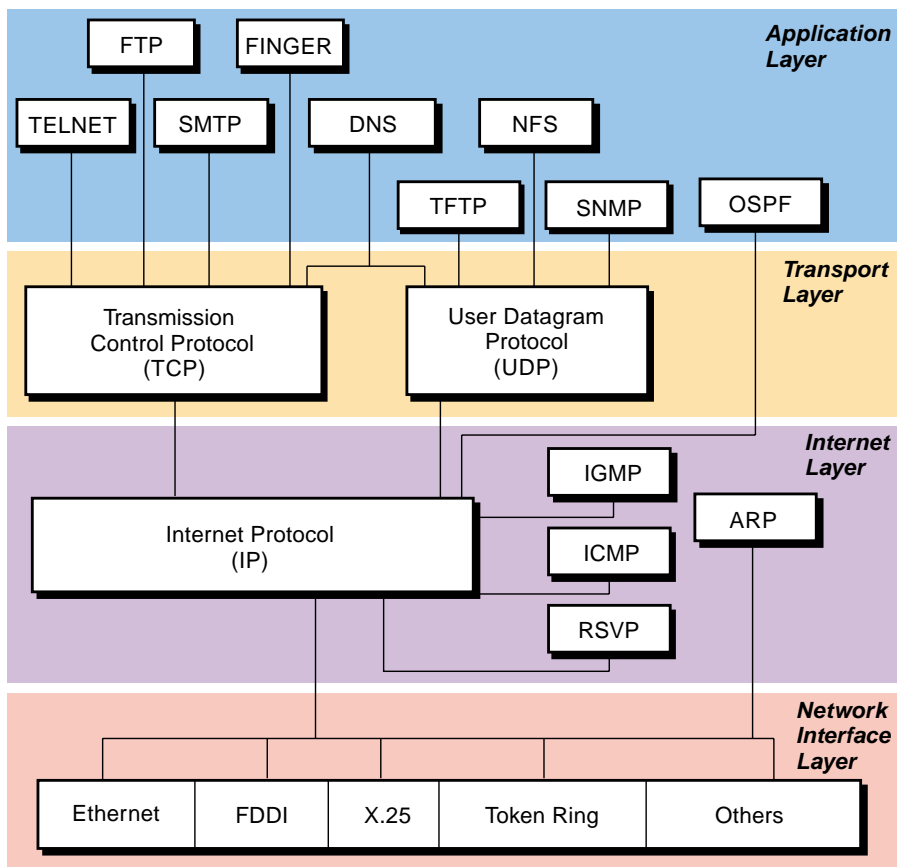 Application
Layer
FTP
FINGER
TELNET
SMTP
DNS
NFS
TFTP
SNMP
OSPF
Transport
Layer
Transmission
Control Protocol
(TCP)
User Datagram
Protocol
(UDP)
Internet
Layer
IGMP
ARP
Internet Protocol
(IP)
ICMP
RSVP
Network
Interface
Layer
Ethernet
FDDI
X.25
Token Ring
Others